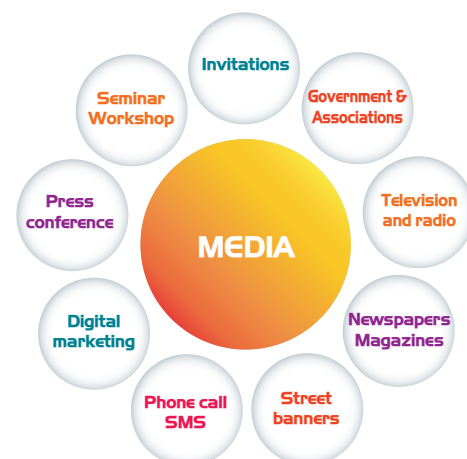 Invitations
Government &
Associations
Television
and radio
Newspapers
Magazines
Street
banners
Phone call
SMS
Digital
marketing
Press
conference
Seminar
Workshop
MEDIA